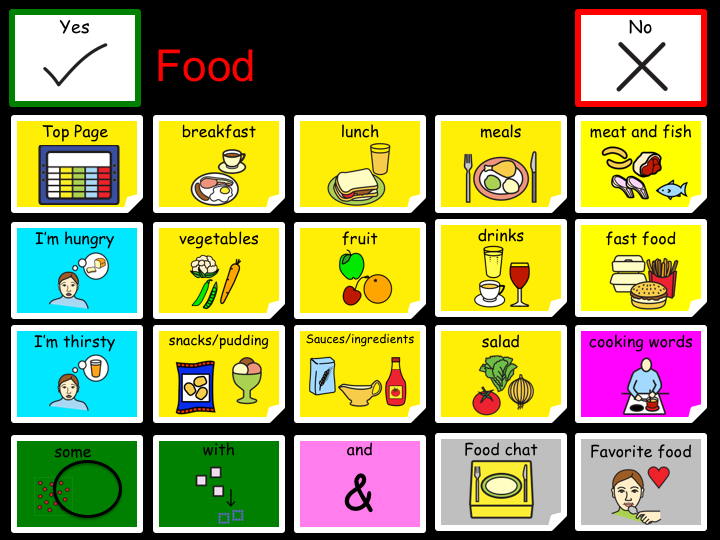 Yes
Food
No
Top Page
breakfast
lunch
meals
meat and fish
I'm hungry
vegetables
fruit
drinks
fast food
I'm thirsty
snacks/pudding
Sauces/ingredients
salad
cooking words
some
with
and
&
Food chat
Favorite food